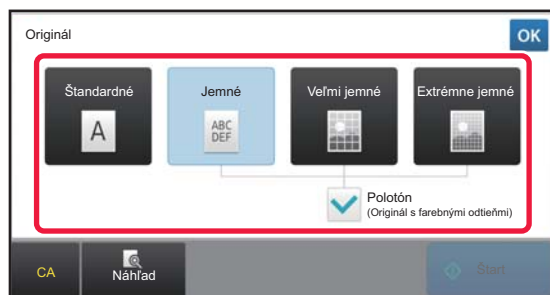 Originál
OK
Štandardné
Jemné
Veľmi jemné
Extrémne jemné
A
ABC
DEF
Polotón
(Originál s farebnými odtieňmi)
CA
Náhľad
Štart